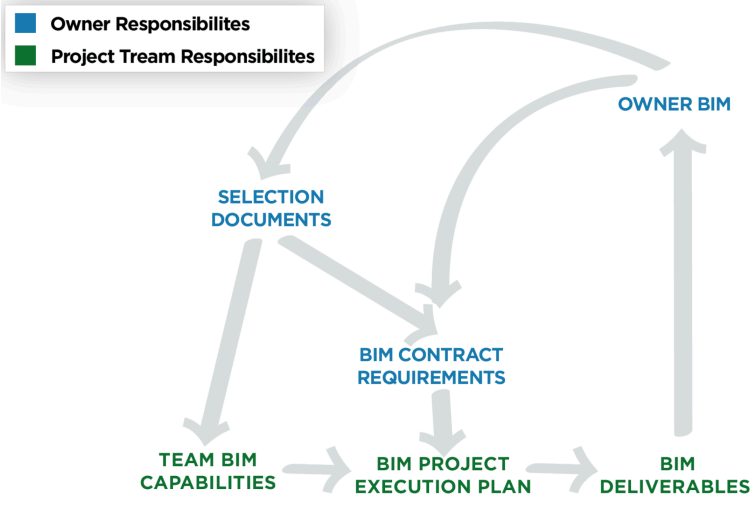 Owner Responsibilites
Project Tream Responsibilites
OWNER BIM
SELECTION
DOCUMENTS
BIM CONTRACT
REQUIREMENTS
TEAM BIM
CAPABILITIES
BIM PROJECT
EXECUTION PLAN
BIM
DELIVERABLES